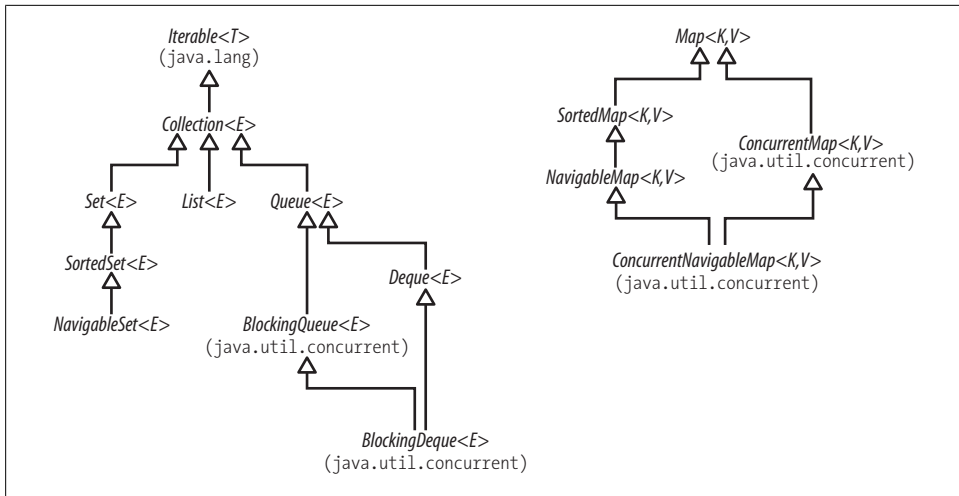 Iterable<T>
(java.lang)
Collection<E>
Set<E>
List<E>
Queue<E>
SortedSet<E>
Deque<E>
NavigableSet<E>
BlockingQueue<E>
(java.util.concurrent)
BlockingDeque<E>
(java.util.concurrent)
Map<K,V>
SortedMap<K,V>
ConcurrentMap<K,V>
(java.util.concurrent)
NavigableMap<K,V>
ConcurrentNavigableMap<K,V>
(java.util.concurrent)